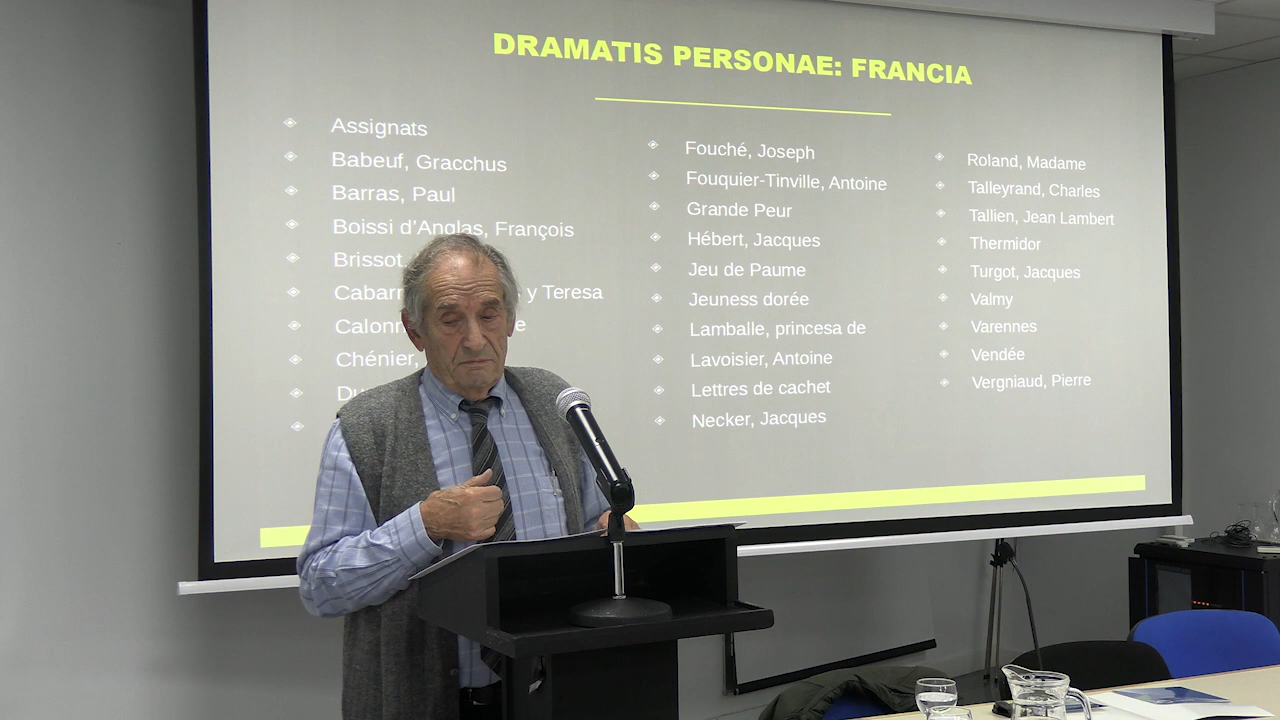 DRAMATIS PERSONAE: FRANCIA
Assignats
Babeuf, Gracchus
Barras, Paul
Boissi d'Anglas, François
Brissot
y Teresa
Chénier,
Fouché, Joseph
Fouquier-Tinville, Antoine
Grande Peur
Hébert, Jacques
Jeu de Paume
Jeuness dorée
Lamballe, princesa de
Lavoisier, Antoine
Lettres de cachet
Necker, Jacques
Roland, Madame
Talleyrand, Charles
Tallien, Jean Lambert
Thermidor
Turgot, Jacques
Valmy
Varennes
Vendée
Vergniaud, Pierre